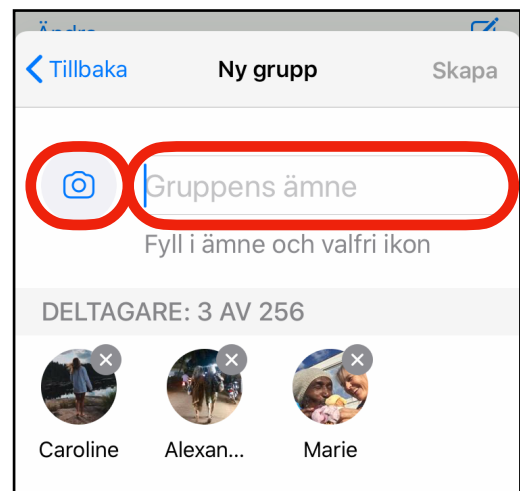 Ändra
Tillbaka Ny grupp Skapa
Gruppens ämne
Fyll i ämne och valfri ikon
DELTAGARE: 3 AV 256
Caroline Alexan... Marie